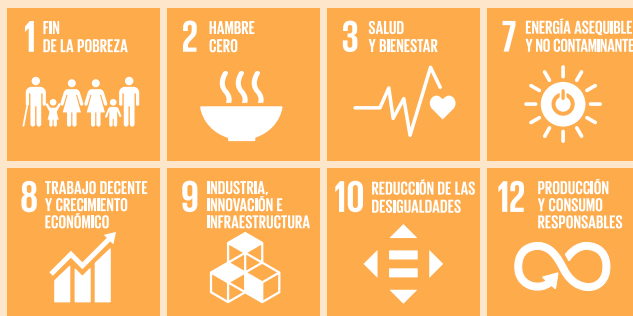 1 FIN
DE LA POBREZA
2 HAMBRE
CERO
3 SALUD
Y BIENESTAR
7 ENERGÍA ASEQUIBLE
Y NO CONTAMINANTE
8 TRABAJO DECENTE
Y CRECIMIENTO
ECONÓMICO
9 INDUSTRIA,
INNOVACIÓN E
INFRAESTRUCTURA
10 REDUCCIÓN DE LAS
DESIGUALDADES
12 PRODUCCIÓN
Y CONSUMO
RESPONSABLES